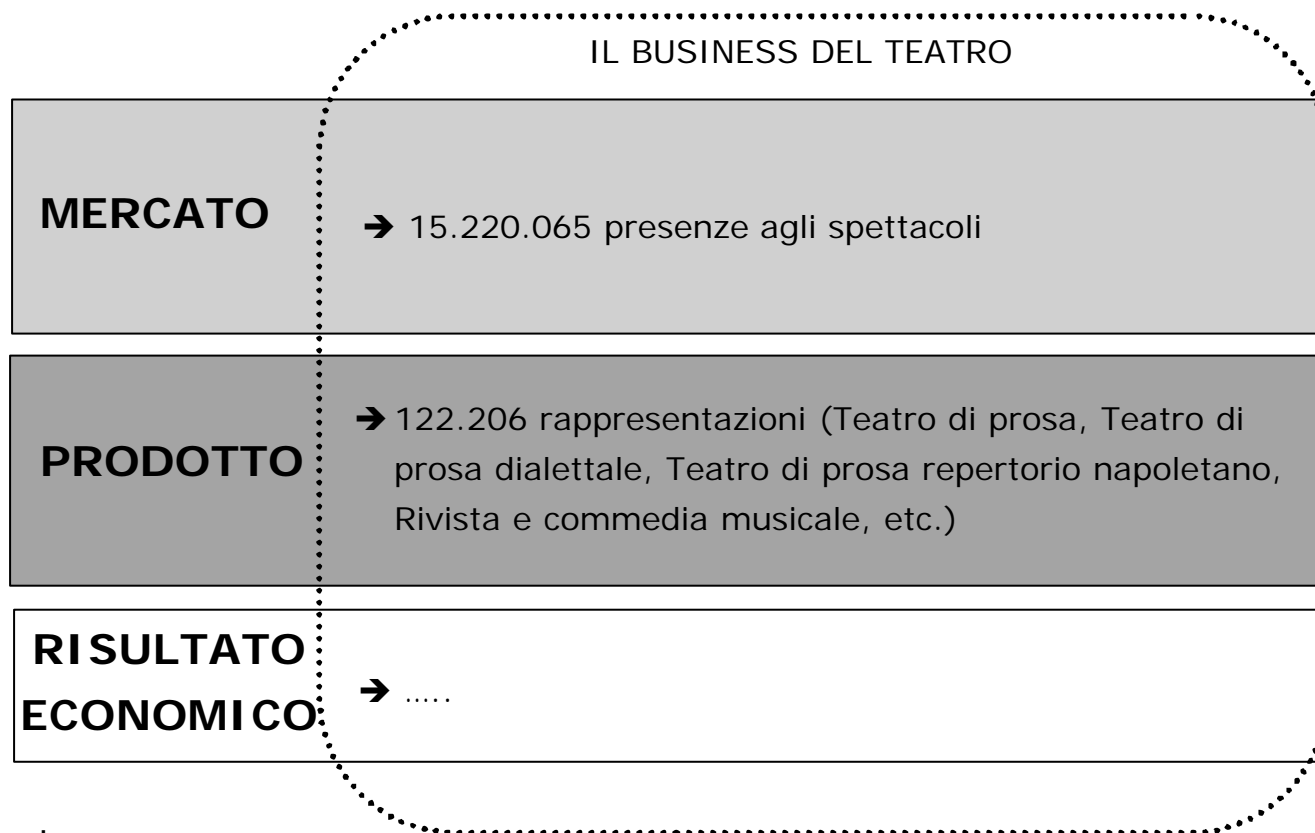 IL BUSINESS DEL TEATRO
MERCATO
➔ 15.220.065 presenze agli spettacoli
PRODOTTO
➔ 122.206 rappresentazioni (Teatro di prosa, Teatro di
prosa dialettale, Teatro di prosa repertorio napoletano,
Rivista e commedia musicale, etc.)
RISULTATO
ECONOMICO
➔ .....